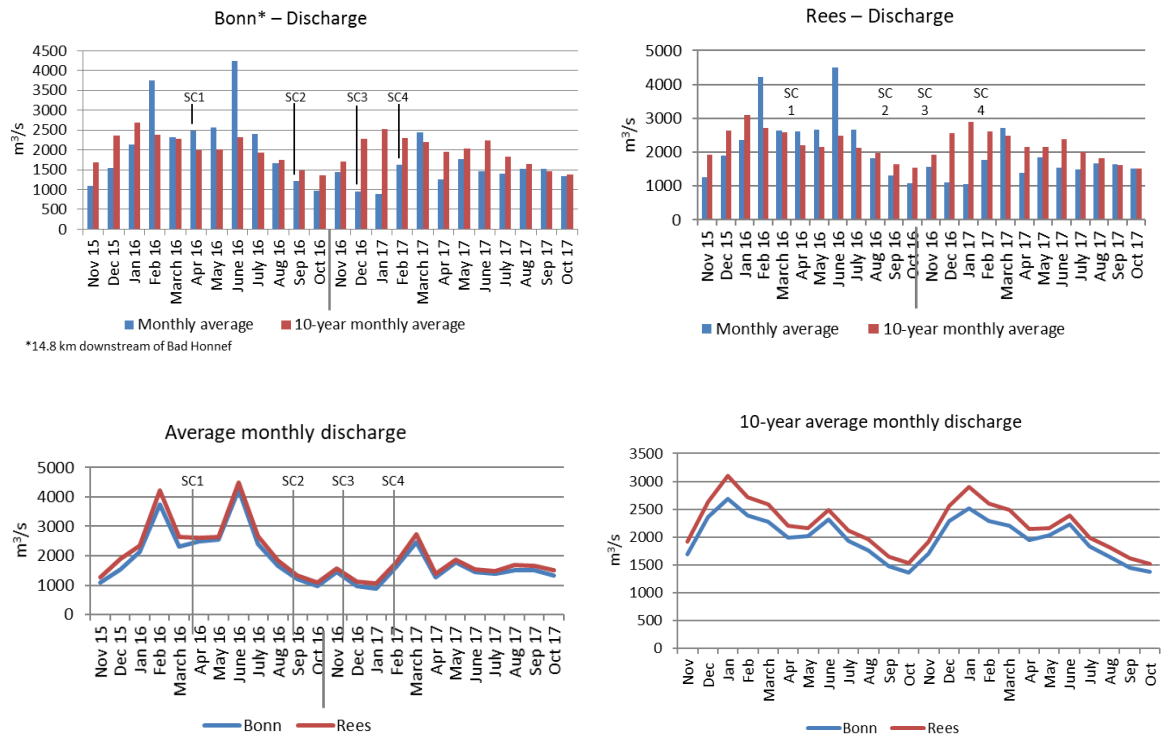 Bonn* – Discharge
m³/s
4500
4000
3500
3000
2500
2000
1500
1000
500
0
SC1
SC2
SC3
SC4
Nov 15
Dec 15
Jan 16
Feb 16
March 16
Apr 16
May 16
June 16
July 16
Aug 16
Sep 16
Oct 16
Nov 16
Dec 16
Jan 17
Feb 17
March 17
Apr 17
May 17
June 17
July 17
Aug 17
Sep 17
Oct 17
Monthly average
10-year monthly average
*14.8 km downstream of Bad Honnef
Rees – Discharge
m³/s
5000
4000
3000
2000
1000
0
SC
1
SC
2
SC
3
SC
4
Nov 15
Dec 15
Jan 16
Feb 16
March 16
Apr 16
May 16
June 16
July 16
Aug 16
Sep 16
Oct 16
Nov 16
Dec 16
Jan 17
Feb 17
March 17
Apr 17
May 17
June 17
July 17
Aug 17
Sep 17
Oct 17
Monthly average
10-year monthly average
Average monthly discharge
m³/s
5000
4000
3000
2000
1000
0
SC1
SC2
SC3
SC4
Nov 15
Dec 15
Jan 16
Feb 16
March 16
Apr 16
May 16
June 16
July 16
Aug 16
Sep 16
Oct 16
Nov 16
Dec 16
Jan 17
Feb 17
March 17
Apr 17
May 17
June 17
July 17
Aug 17
Sep 17
Oct 17
Bonn
Rees
10-year average monthly discharge
m³/s
3500
3000
2500
2000
1500
1000
500
0
Nov
Dec
Jan
Feb
March
Apr
May
June
July
Aug
Sep
Oct
Nov
Dec
Jan
Feb
March
Apr
May
June
July
Aug
Sep
Oct
Bonn
Rees